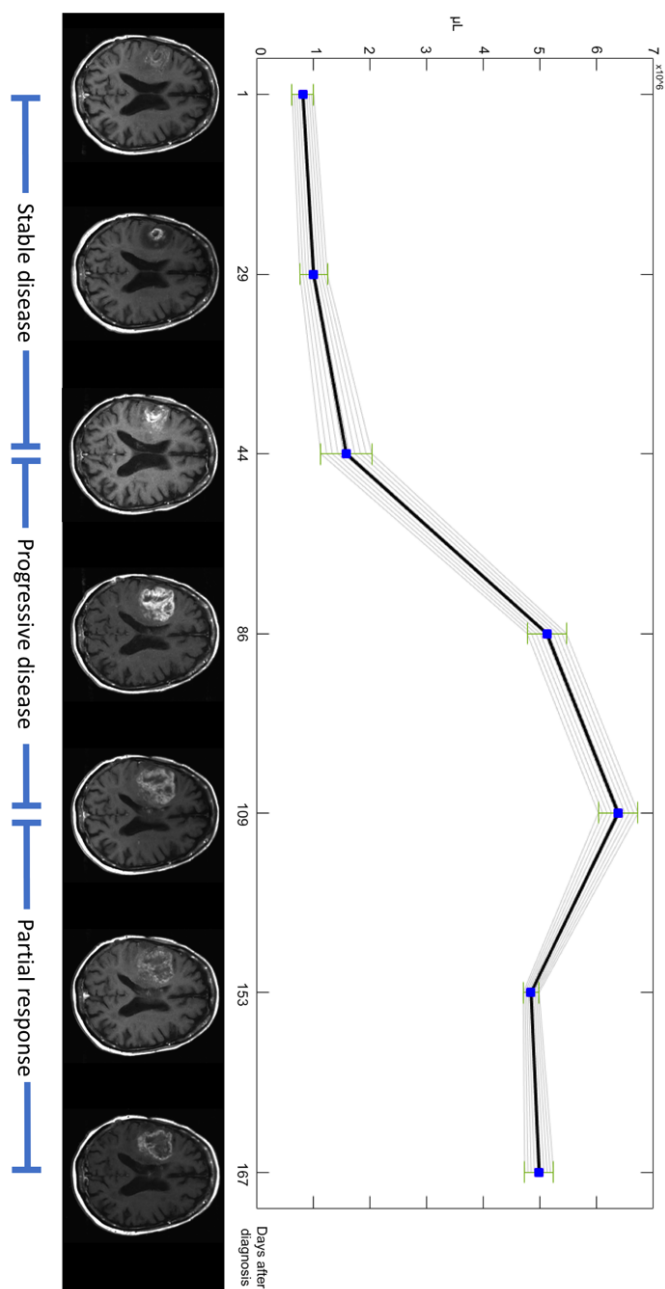 x10^6
7
6
5
4
3
2
1
0
µL
1 29 44 86 109 153 167
Days after
diagnosis
Stable disease Progressive disease Partial response